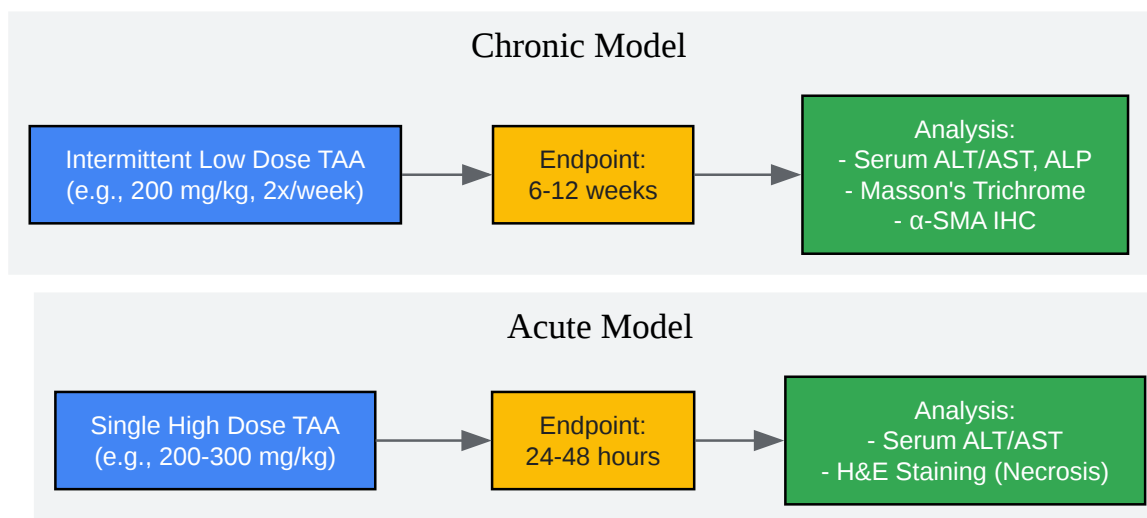 Chronic Model
Intermittent Low Dose TAA
(e.g., 200 mg/kg, 2x/week)
Endpoint:
6-12 weeks
Analysis:
- Serum ALT/AST, ALP
- Masson's Trichrome
- α-SMA IHC
Acute Model
Single High Dose TAA
(e.g., 200-300 mg/kg)
Endpoint:
24-48 hours
Analysis:
- Serum ALT/AST
- H&E Staining (Necrosis)